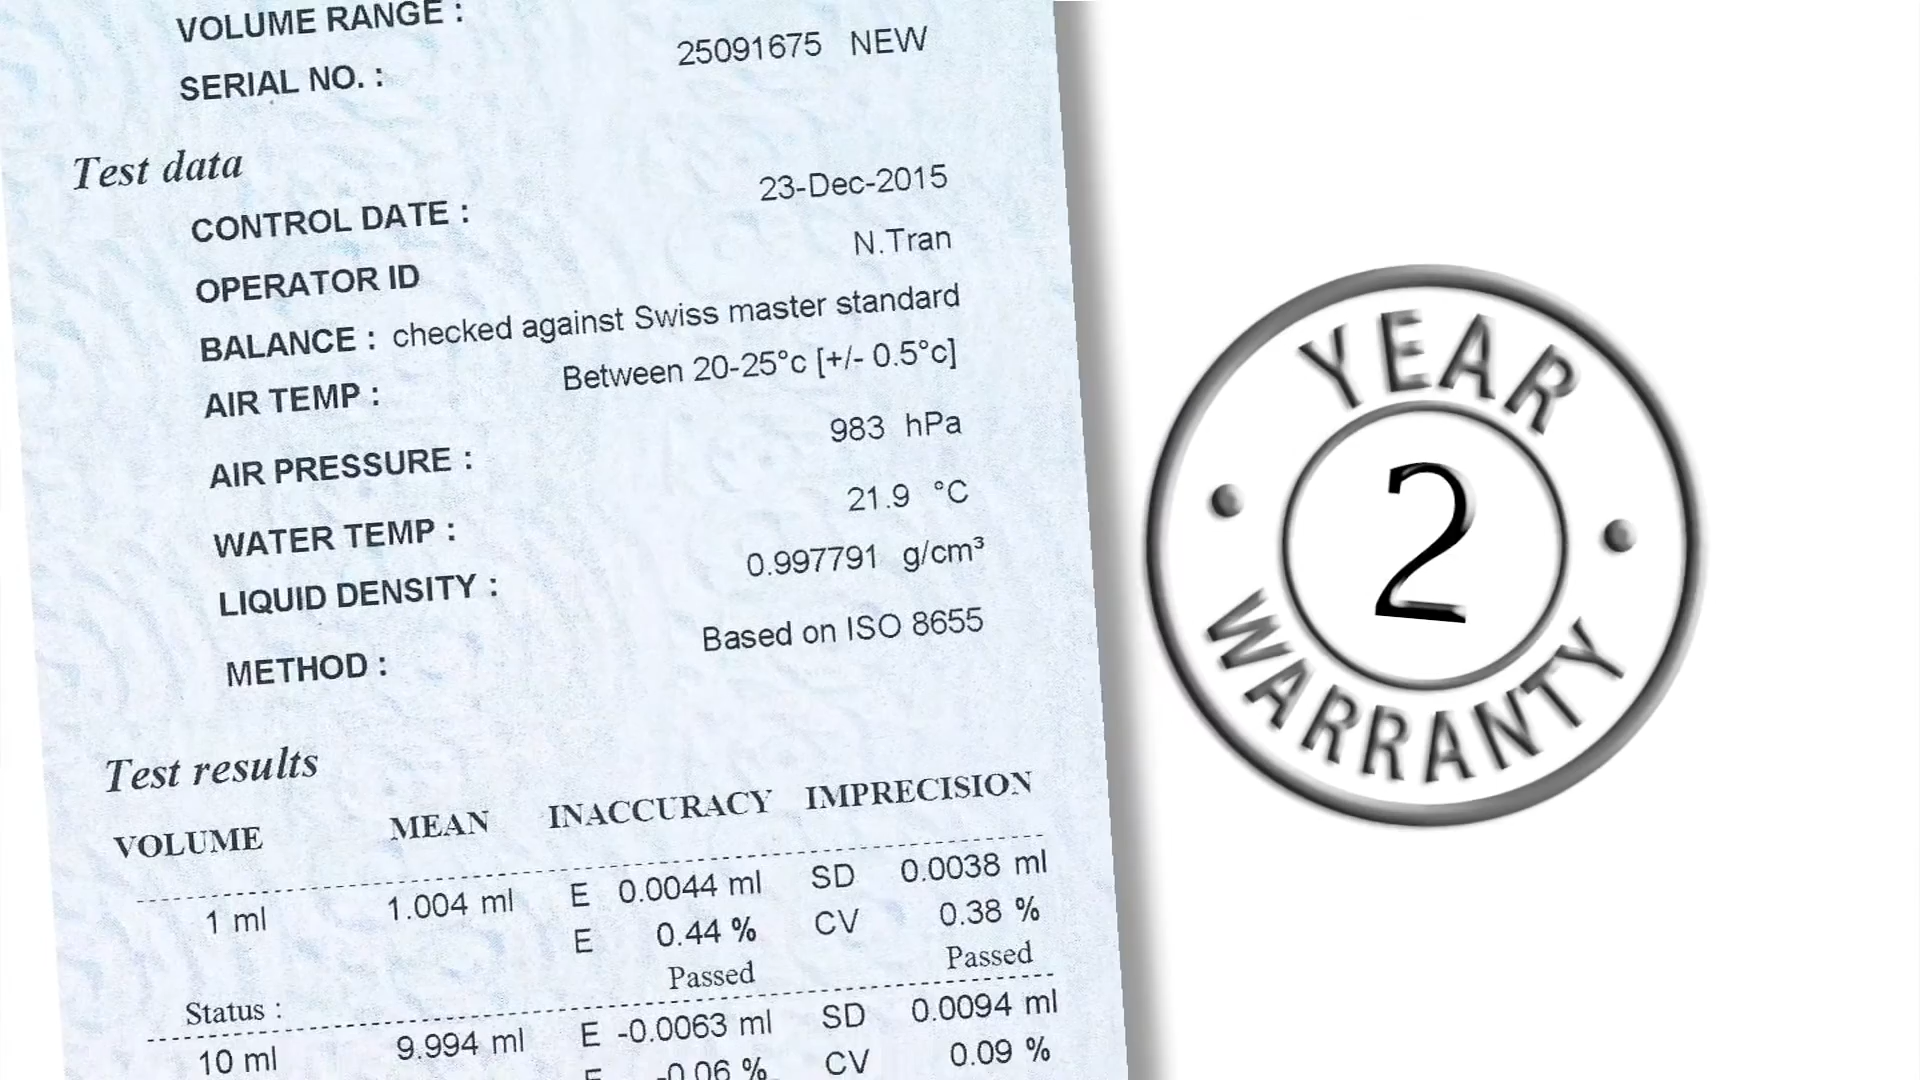 VOLUME RANGE :
SERIAL NO. : 25091675 NEW
Test data
CONTROL DATE : 23-Dec-2015
OPERATOR ID N.Tran
BALANCE : checked against Swiss master standard
AIR TEMP : Between 20-25°c [+/- 0.5°c]
AIR PRESSURE : 983 hPa
WATER TEMP : 21.9 °C
LIQUID DENSITY : 0.997791 g/cm³
METHOD : Based on ISO 8655
Test results
VOLUME MEAN INACCURACY IMPRECISION
1 ml 1.004 ml E 0.0044 ml SD 0.0038 ml
E 0.44 % CV 0.38 %
Status : Passed Passed
10 ml 9.994 ml E -0.0063 ml SD 0.0094 ml
E -0.06 % CV 0.09 %
YEAR
2
WARRANTY